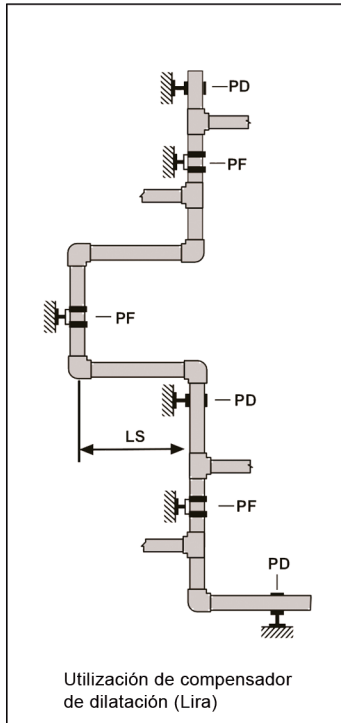 PD
PF
PF
PD
LS
PF
PD
Utilización de compensador
de dilatación (Lira)